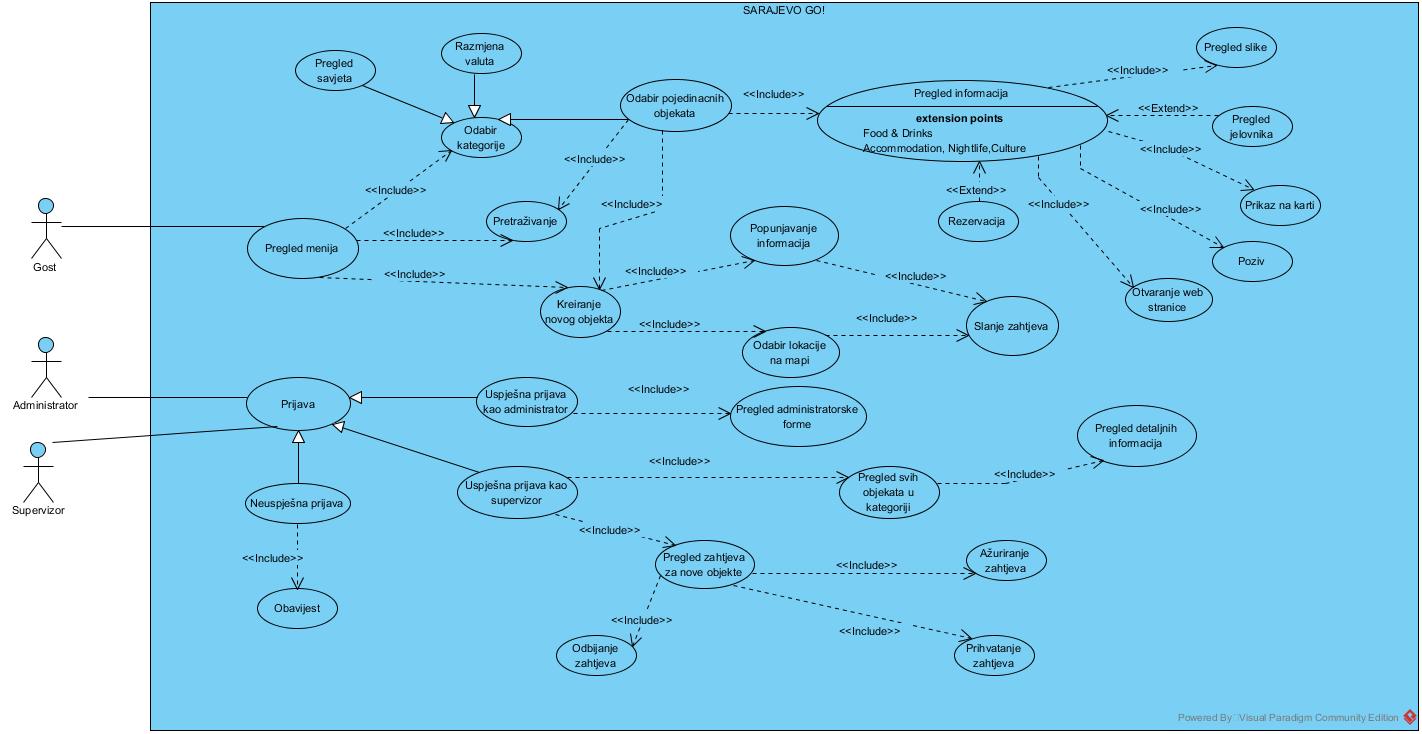 SARAJEVO GO!
Pregled
savjeta
Razmjena
valuta
Odabir
kategorije
Odabir pojedinacnih
objekata
<<Include>>
Pregled informacija
extension points
Food & Drinks
Accommodation, Nightlife,Culture
<<Include>>
Pregled slike
<<Extend>>
Pregled
jelovnika
<<Include>>
Prikaz na karti
<<Include>>
Poziv
<<Include>>
Otvaranje web
stranice
<<Extend>>
Rezervacija
<<Include>>
<<Include>>
Pretraživanje
<<Include>>
<<Include>>
Gost
Pregled menija
<<Include>>
Kreiranje
novog objekta
<<Include>>
Popunjavanje
informacija
<<Include>>
<<Include>>
Odabir lokacije
na mapi
<<Include>>
Slanje zahtjeva
Administrator
Prijava
Uspješna prijava
kao administrator
<<Include>>
Pregled administratorske
forme
Supervizor
Neuspješna prijava
<<Include>>
Obavijest
Uspješna prijava kao
supervizor
<<Include>>
Pregled svih
objekata u
kategoriji
<<Include>>
Pregled detaljnih
informacija
<<Include>>
Pregled zahtjeva
za nove objekte
<<Include>>
Ažuriranje
zahtjeva
<<Include>>
Odbijanje
zahtjeva
<<Include>>
Prihvatanje
zahtjeva
Powered By Visual Paradigm Community Edition